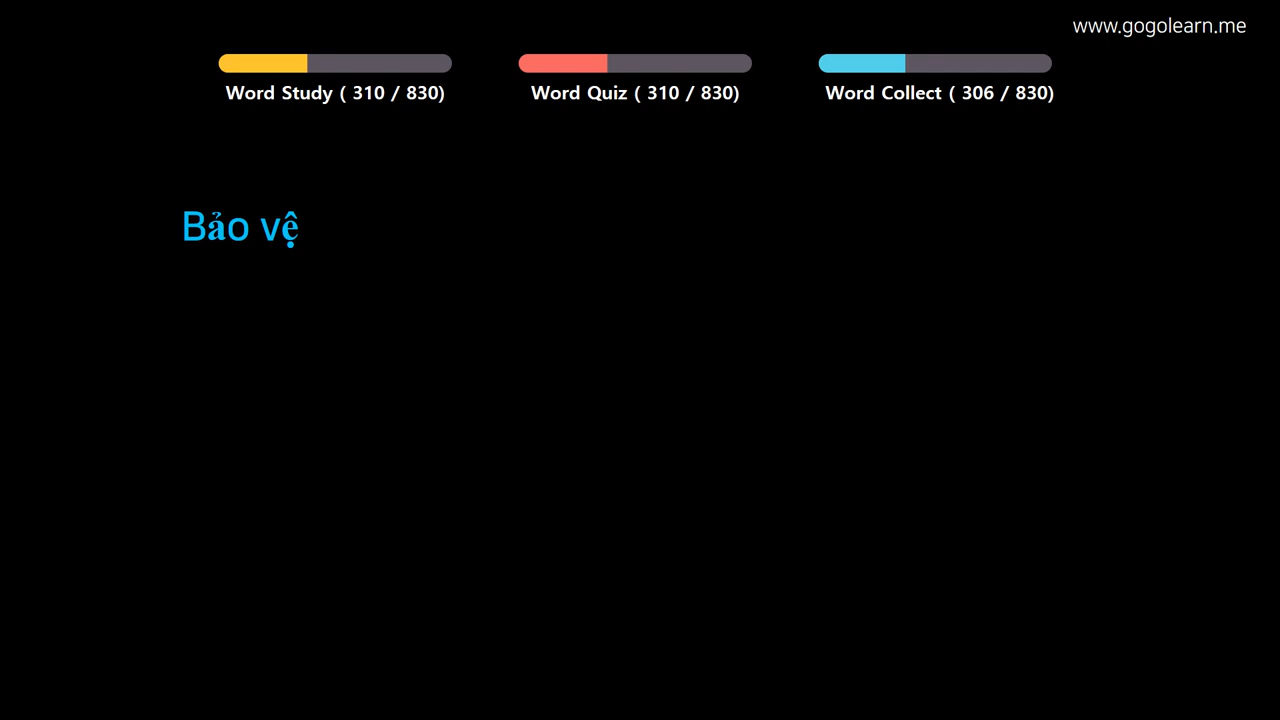 www.gogolearn.me
Word Study ( 310 / 830)
Word Quiz ( 310 / 830)
Word Collect ( 306 / 830)
Bảo vệ